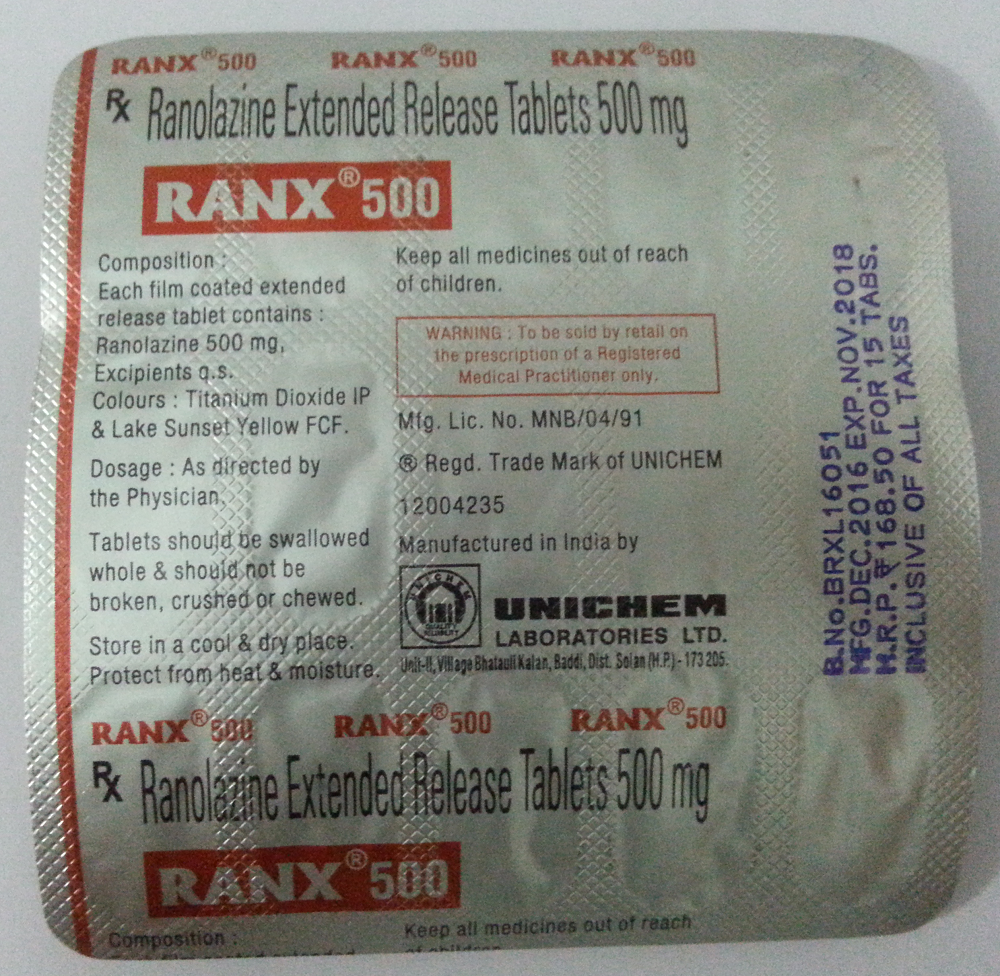 RANX®500 RANX®500 RANX®500
Rx Ranolazine Extended Release Tablets 500 mg
RANX®500
Composition :
Each film coated extended
release tablet contains :
Ranolazine 500 mg,
Excipients q.s.
Colours : Titanium Dioxide IP
& Lake Sunset Yellow FCF.
Dosage : As directed by
the Physician.
Tablets should be swallowed
whole & should not be
broken, crushed or chewed.
Store in a cool & dry place.
Protect from heat & moisture.
Keep all medicines out of reach
of children.
WARNING : To be sold by retail on
the prescription of a Registered
Medical Practitioner only.
Mfg. Lic. No. MNB/04/91
® Regd. Trade Mark of UNICHEM
12004235
Manufactured in India by
UNICHEM
QUALITY
RELIABILITY
UNICHEM
LABORATORIES LTD.
Unit-II, Village Bhatauli Kalan, Baddi, Dist. Solan (H.P.) - 173 205.
B.No.BRXL16051
MFG.DEC.2016 EXP.NOV.2018
M.R.P. ₹168.50 FOR 15 TABS.
INCLUSIVE OF ALL TAXES
RANX®500 RANX®500 RANX®500
Rx Ranolazine Extended Release Tablets 500 mg
RANX®500
Composition :
Keep all medicines out of reach
of children.